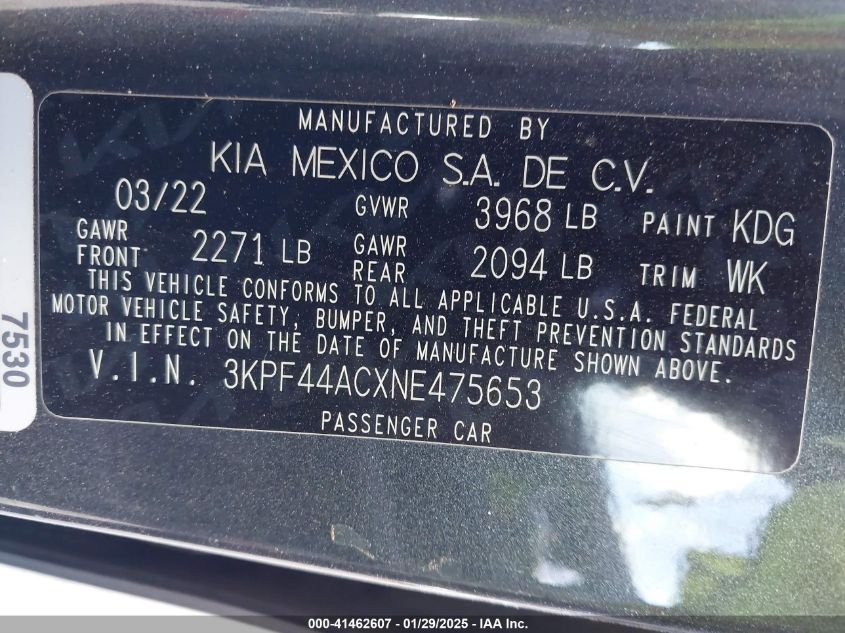 MANUFACTURED BY
KIA MEXICO S.A. DE C.V.
03/22 GVWR 3968 LB PAINT KDG
GAWR FRONT 2271 LB GAWR REAR 2094 LB TRIM WK
THIS VEHICLE CONFORMS TO ALL APPLICABLE U.S.A. FEDERAL
MOTOR VEHICLE SAFETY, BUMPER, AND THEFT PREVENTION STANDARDS
IN EFFECT ON THE DATE OF MANUFACTURE SHOWN ABOVE.
V.I.N. 3KPF44ACXNE475653
PASSENGER CAR
7530
000-41462607 | 01/29/2025 - IAA Inc.